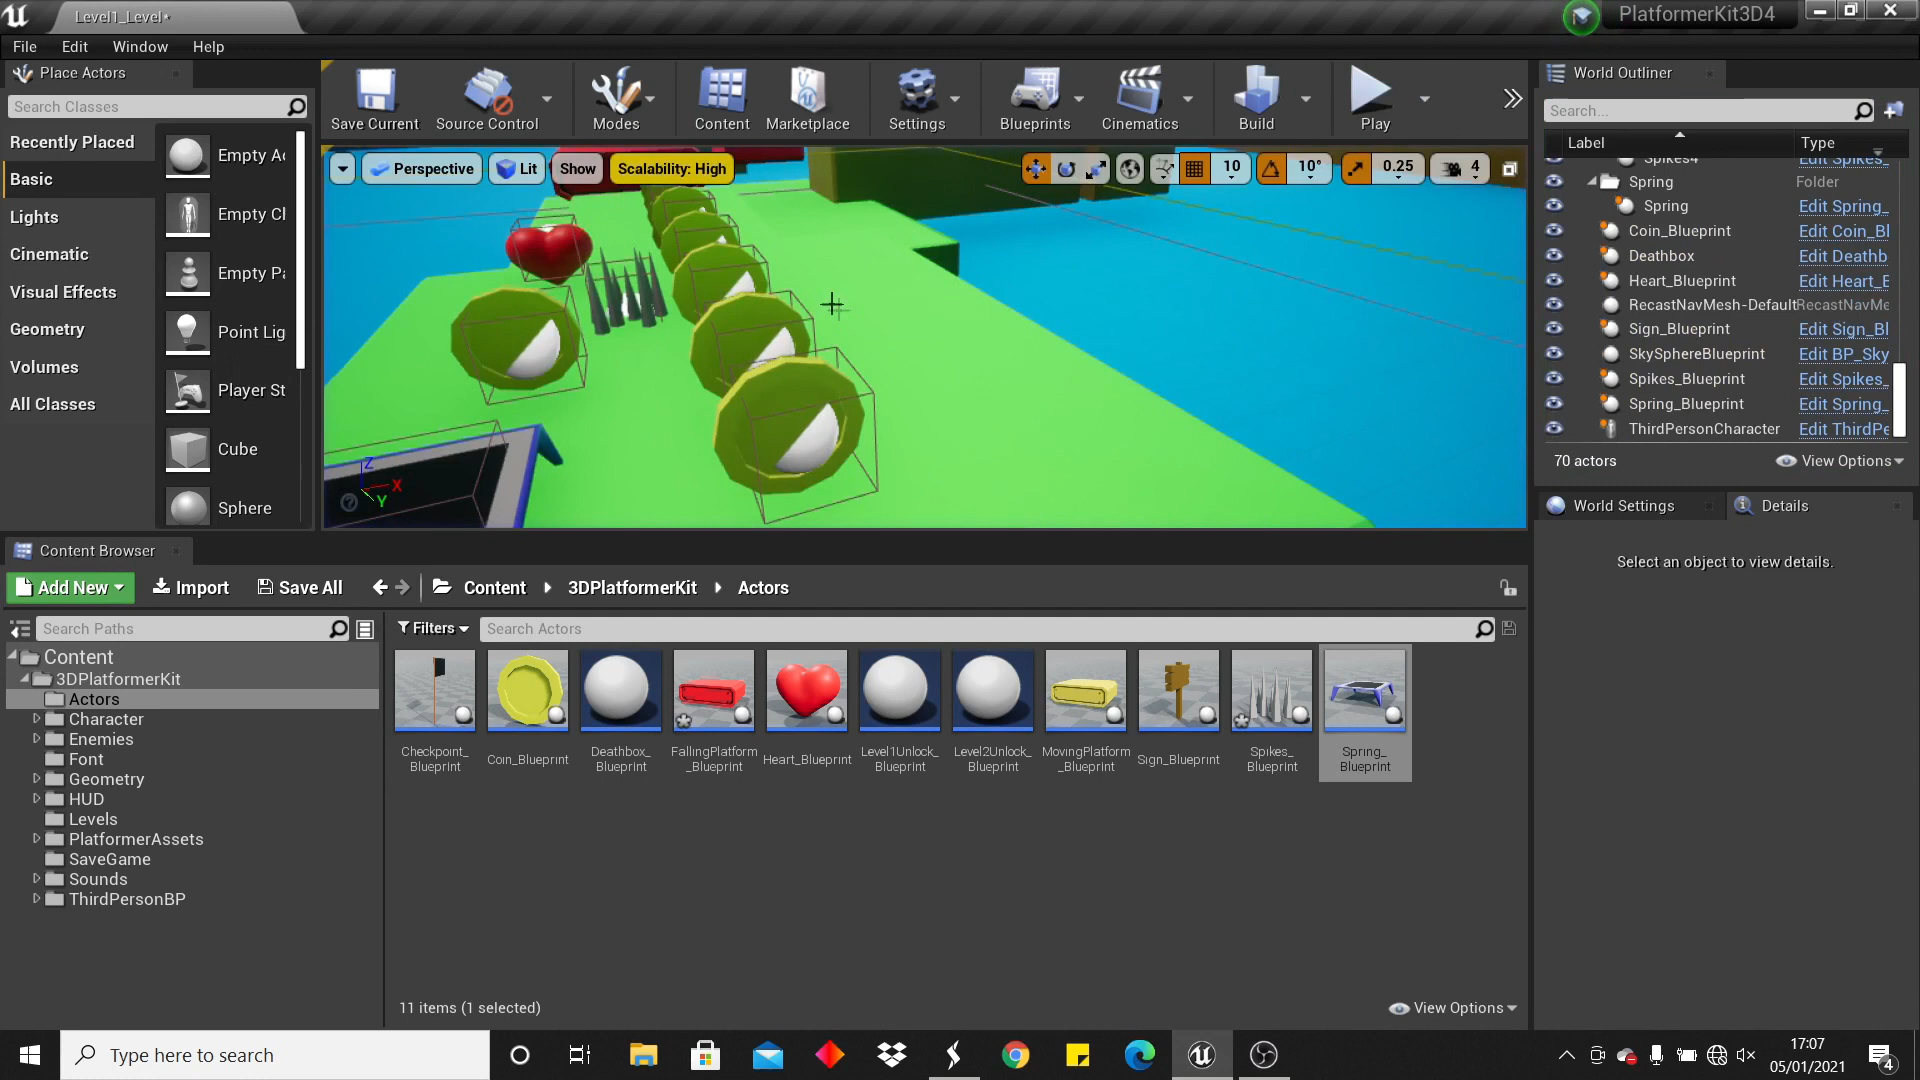 Level1_Level*
PlatformerKit3D4
File Edit Window Help
Place Actors
Search Classes
Recently Placed
Basic
Lights
Cinematic
Visual Effects
Geometry
Volumes
All Classes
Empty Ac
Empty Cl
Empty Pa
Point Lig
Player St
Cube
Sphere
Save Current
Source Control
Modes
Content
Marketplace
Settings
Blueprints
Cinematics
Build
Play
Perspective
Lit
Show
Scalability: High
10
10°
0.25
4
Z
X
Y
World Outliner
Search...
Label Type
Spikes4 Edit Spikes_
Spring Folder
Spring Edit Spring_
Coin_Blueprint Edit Coin_Bl
Deathbox Edit Deathb
Heart_Blueprint Edit Heart_E
RecastNavMesh-Default RecastNavMe
Sign_Blueprint Edit Sign_Bl
SkySphereBlueprint Edit BP_Sky
Spikes_Blueprint Edit Spikes_
Spring_Blueprint Edit Spring_
ThirdPersonCharacter Edit ThirdPe
70 actors View Options
World Settings Details
Select an object to view details.
Content Browser
Add New Import Save All Content 3DPlatformerKit Actors
Search Paths
Filters Search Actors
Content
3DPlatformerKit
Actors
Character
Enemies
Font
Geometry
HUD
Levels
PlatformerAssets
SaveGame
Sounds
ThirdPersonBP
Checkpoint_
Blueprint
Coin_Blueprint
Deathbox_
Blueprint
FallingPlatform
_Blueprint
Heart_Blueprint
Level1Unlock_
Blueprint
Level2Unlock_
Blueprint
MovingPlatform
_Blueprint
Sign_Blueprint
Spikes_
Blueprint
Spring_
Blueprint
11 items (1 selected) View Options
Type here to search
17:07
05/01/2021
4